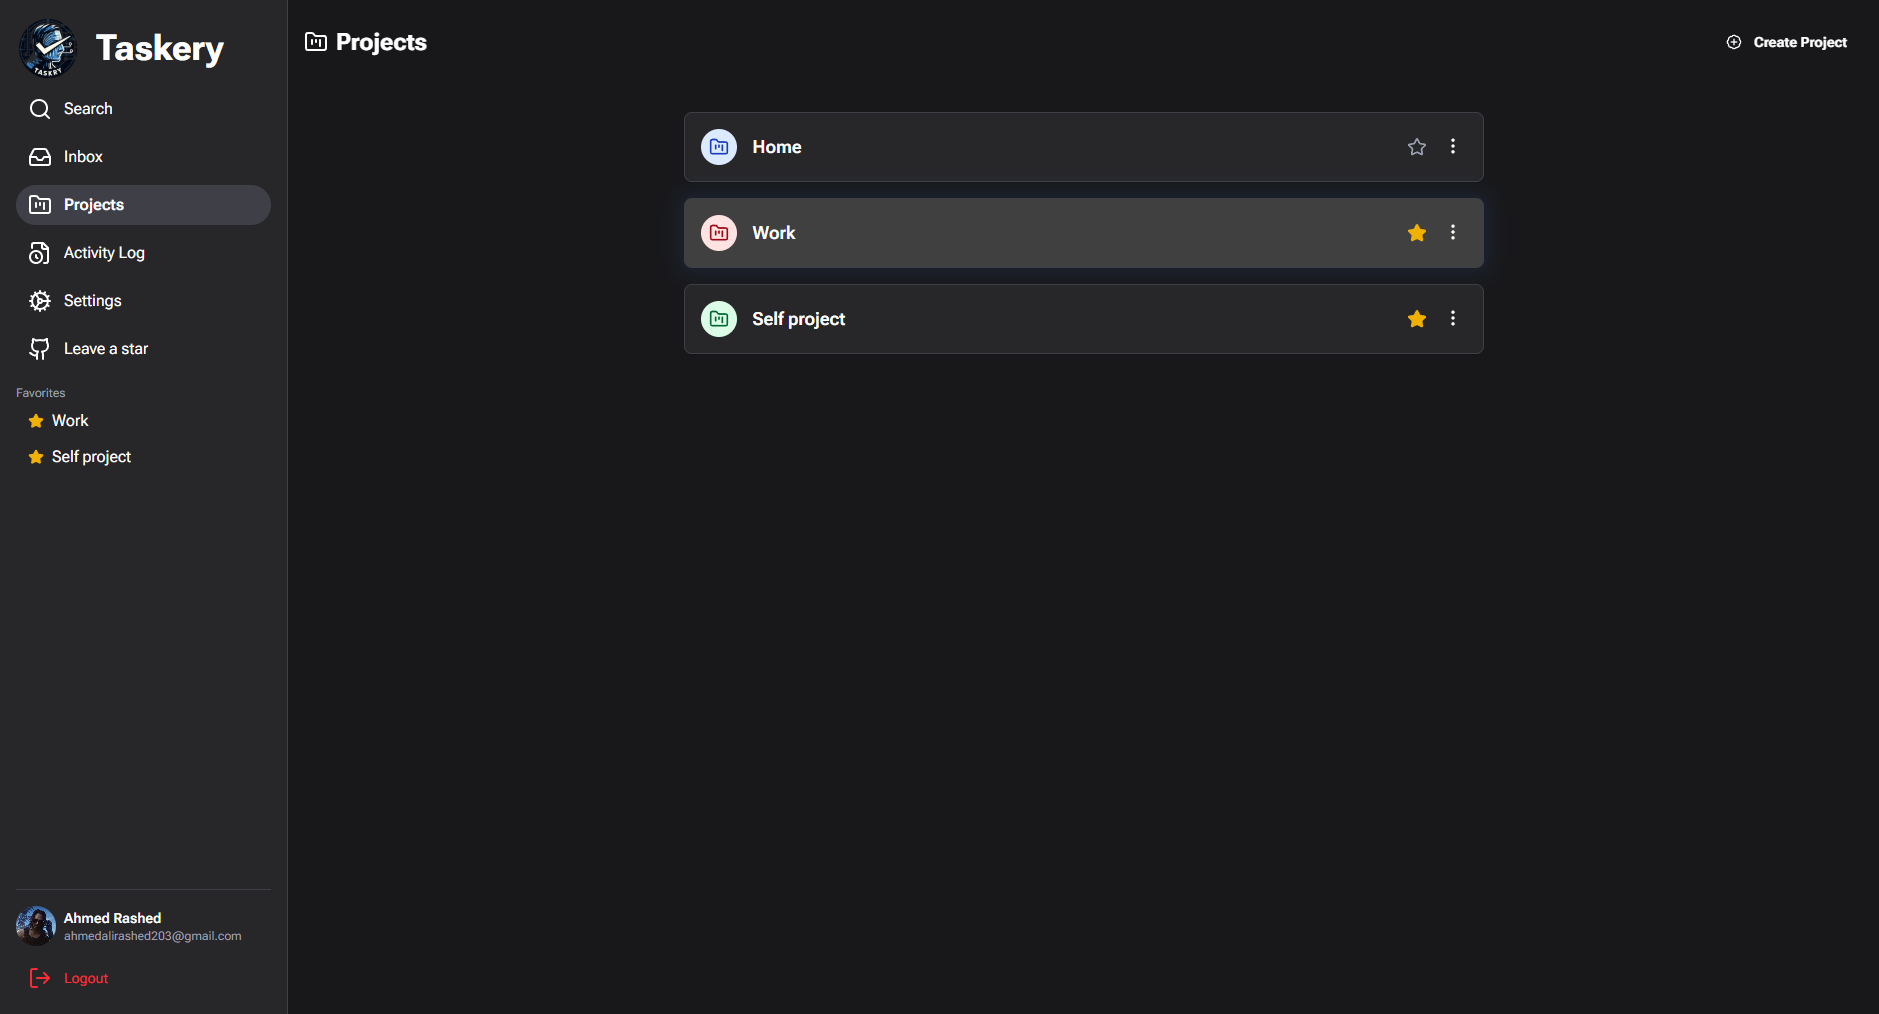 TASKRY
Taskery
Search
Inbox
Projects
Activity Log
Settings
Leave a star
Favorites
Work
Self project
Ahmed Rashed
ahmedalirashed203@gmail.com
Logout
Projects
Create Project
Home
Work
Self project